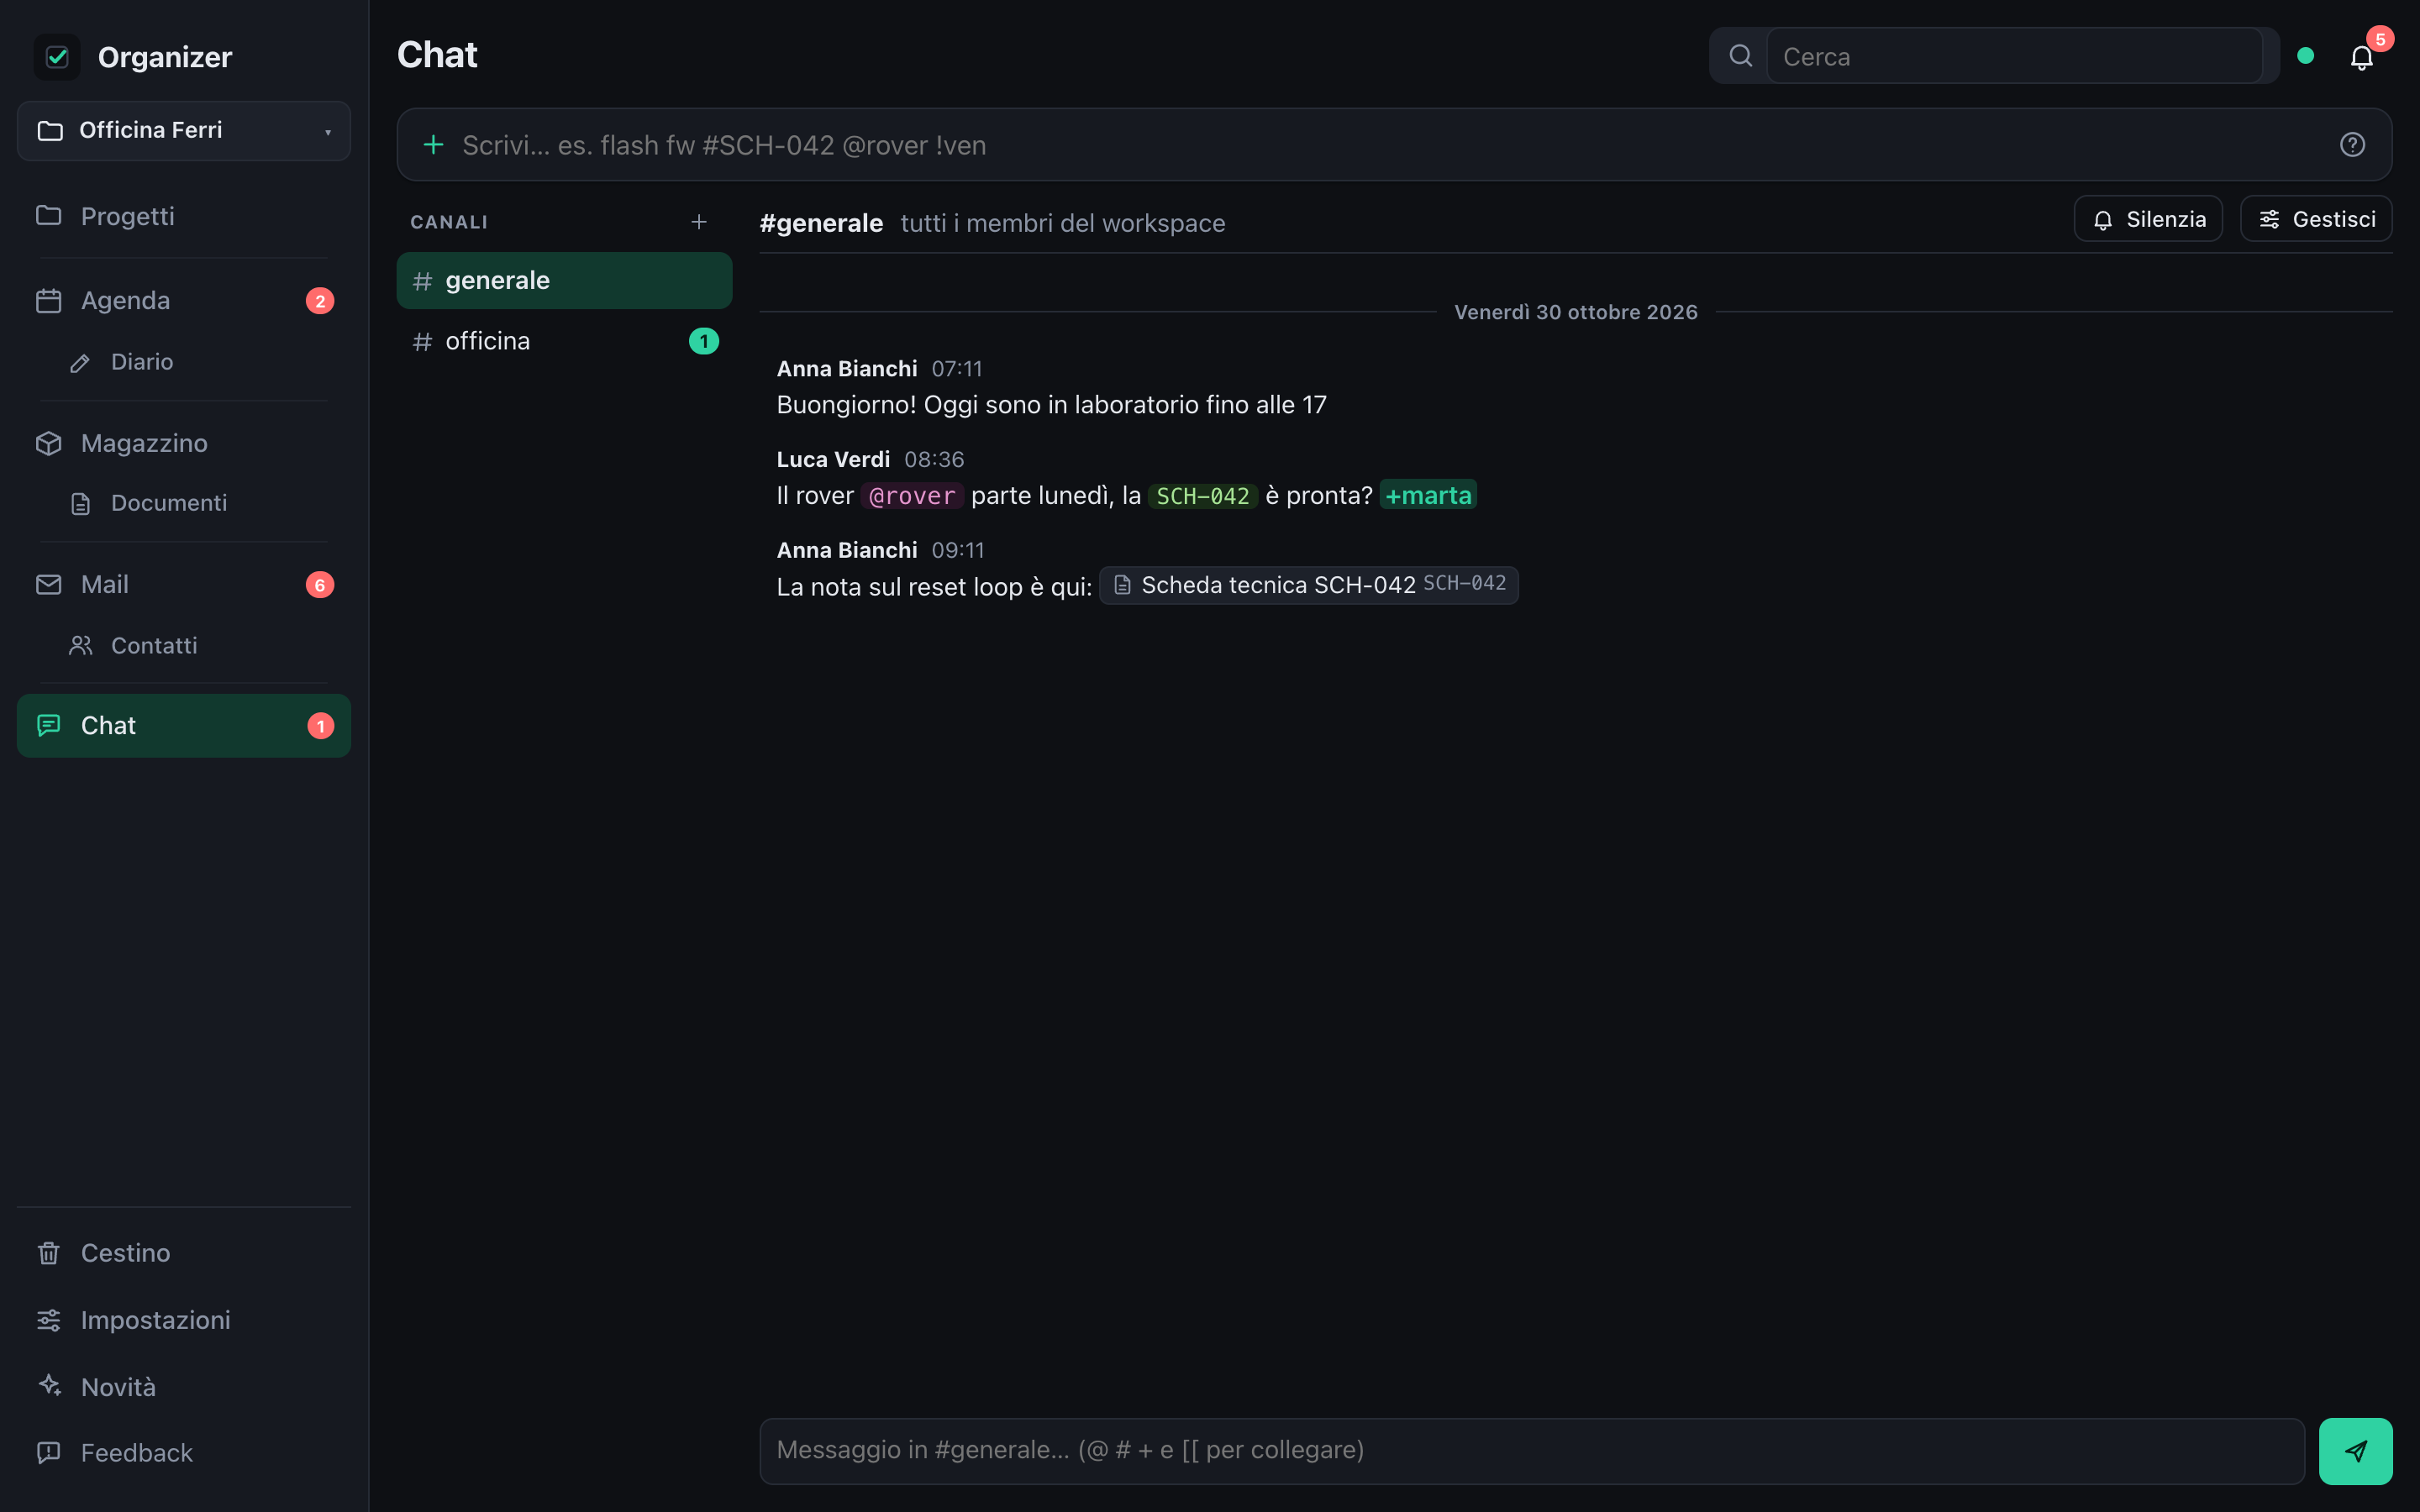 Organizer
Officina Ferri
Progetti
Agenda 2
Diario
Magazzino
Documenti
Mail 6
Contatti
Chat 1
Cestino
Impostazioni
Novità
Feedback
Chat
Cerca
5
Scrivi... es. flash fw #SCH-042 @rover !ven
CANALI
# generale
# officina 1
#generale tutti i membri del workspace
Silenzia
Gestisci
Venerdì 30 ottobre 2026
Anna Bianchi 07:11
Buongiorno! Oggi sono in laboratorio fino alle 17
Luca Verdi 08:36
Il rover @rover parte lunedì, la SCH-042 è pronta? +marta
Anna Bianchi 09:11
La nota sul reset loop è qui: Scheda tecnica SCH-042 SCH-042
Messaggio in #generale... (@ # + e [[ per collegare)